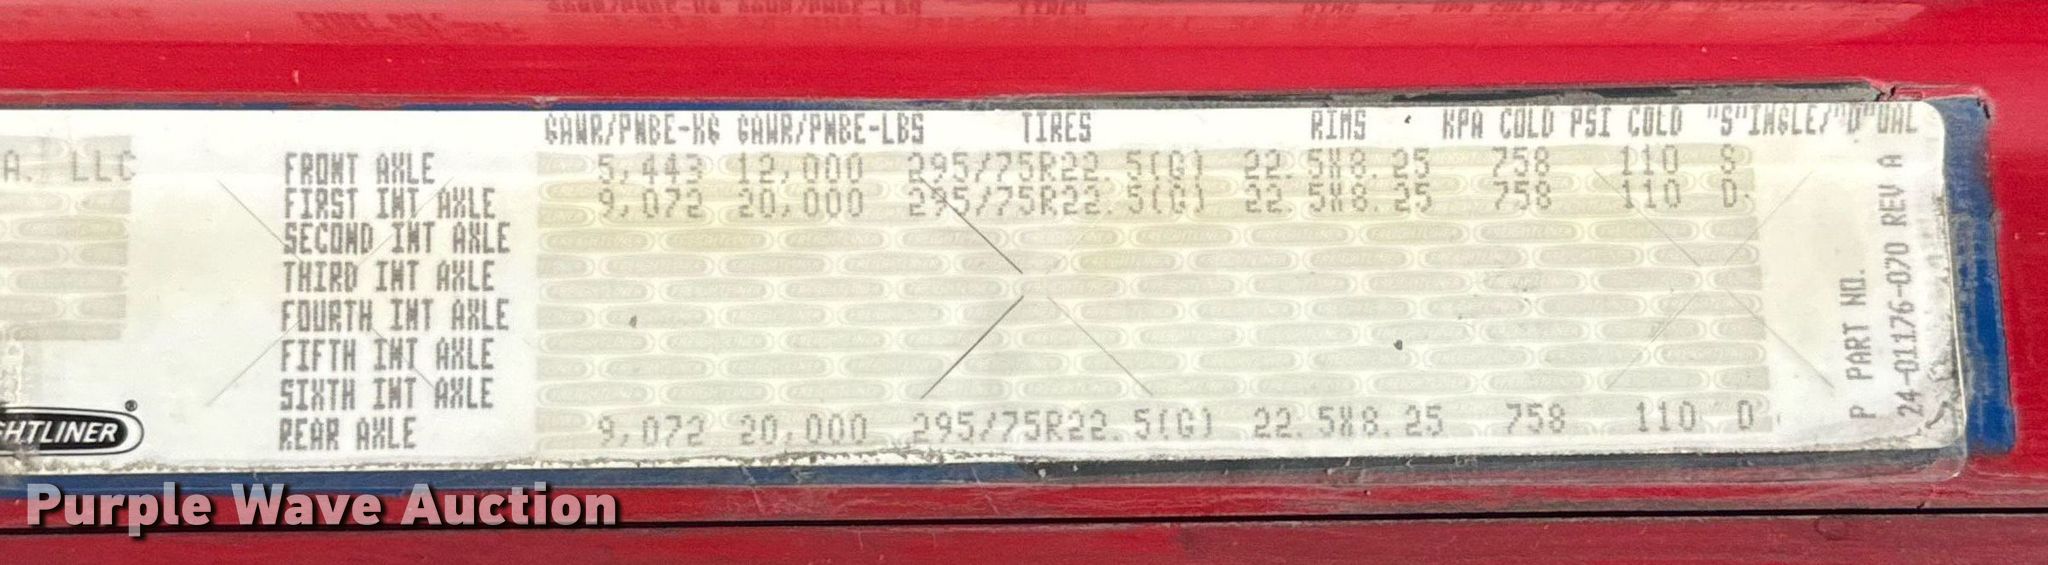 GAWR/PNBE-KG GAWR/PNBE-LBS TIRES RIMS KPA COLD PSI COLD "S"INGLE/"D"UAL
A. LLC
FRONT AXLE 5,443 12,000 295/75R22.5(G) 22.5X8.25 758 110 S
FIRST INT AXLE 9,072 20,000 295/75R22.5(G) 22.5X8.25 758 110 D
SECOND INT AXLE
THIRD INT AXLE
FOURTH INT AXLE
FIFTH INT AXLE
SIXTH INT AXLE
REAR AXLE 9,072 20,000 295/75R22.5(G) 22.5X8.25 758 110 D
HTLINER®
P PART NO.
24-01176-070 REV A
Purple Wave Auction